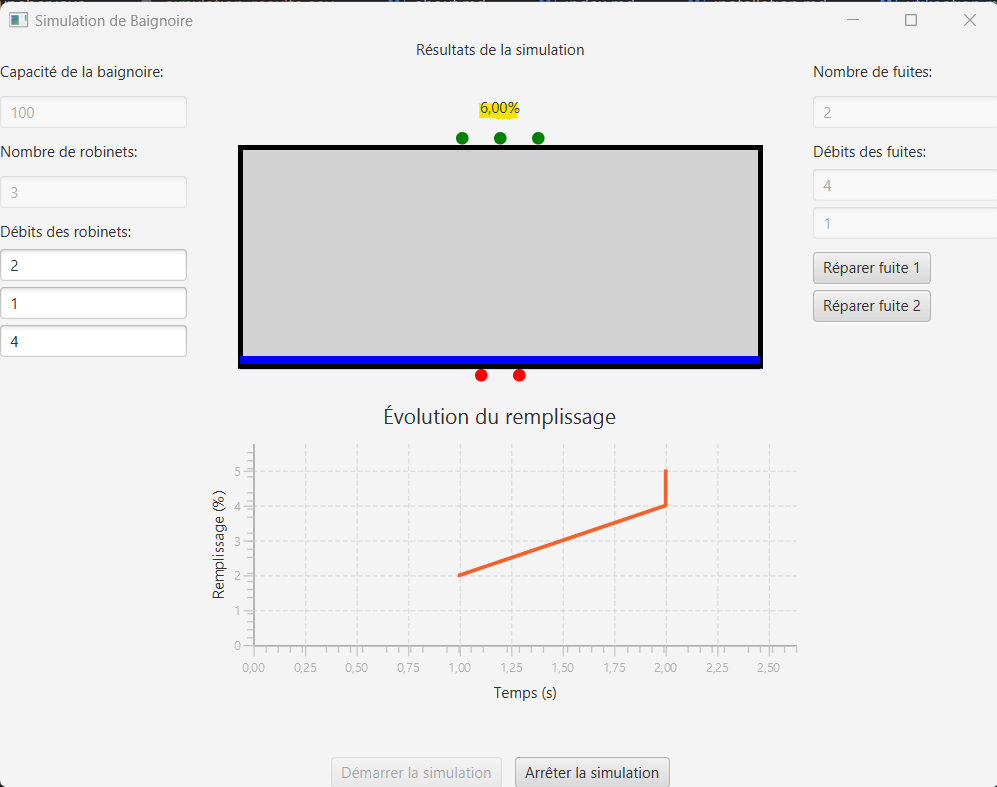 Simulation de Baignoire
Résultats de la simulation
Capacité de la baignoire:
100
Nombre de robinets:
3
Débits des robinets:
2
1
4
6,00%
Nombre de fuites:
2
Débits des fuites:
4
1
Réparer fuite 1
Réparer fuite 2
Évolution du remplissage
Remplissage (%)
5
4
3
2
1
0
0,00 0,25 0,50 0,75 1,00 1,25 1,50 1,75 2,00 2,25 2,50
Temps (s)
Démarrer la simulation Arrêter la simulation